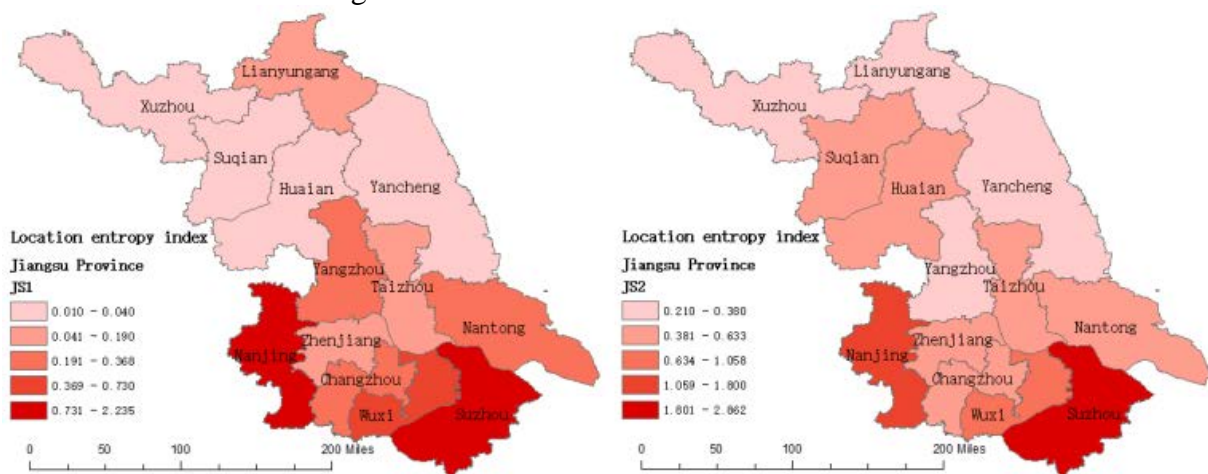 Lianyungang
Xuzhou
Suqian
Huaian
Yancheng
Location entropy index
Jiangsu Province
JS1
0.010 - 0.040
0.041 - 0.190
0.191 - 0.368
0.369 - 0.730
0.731 - 2.235
Yangzhou
Taizhou
Nantong
Nanjing
Zhenjiang
Changzhou
Wuxi
Suzhou
0 50 100 200 Miles
Lianyungang
Xuzhou
Suqian
Huaian
Yancheng
Location entropy index
Jiangsu Province
JS2
0.210 - 0.380
0.381 - 0.633
0.634 - 1.058
1.059 - 1.800
1.801 - 2.862
Yangzhou
Taizhou
Nantong
Nanjing
Zhenjiang
Changzhou
Wuxi
Suzhou
0 50 100 200 Miles